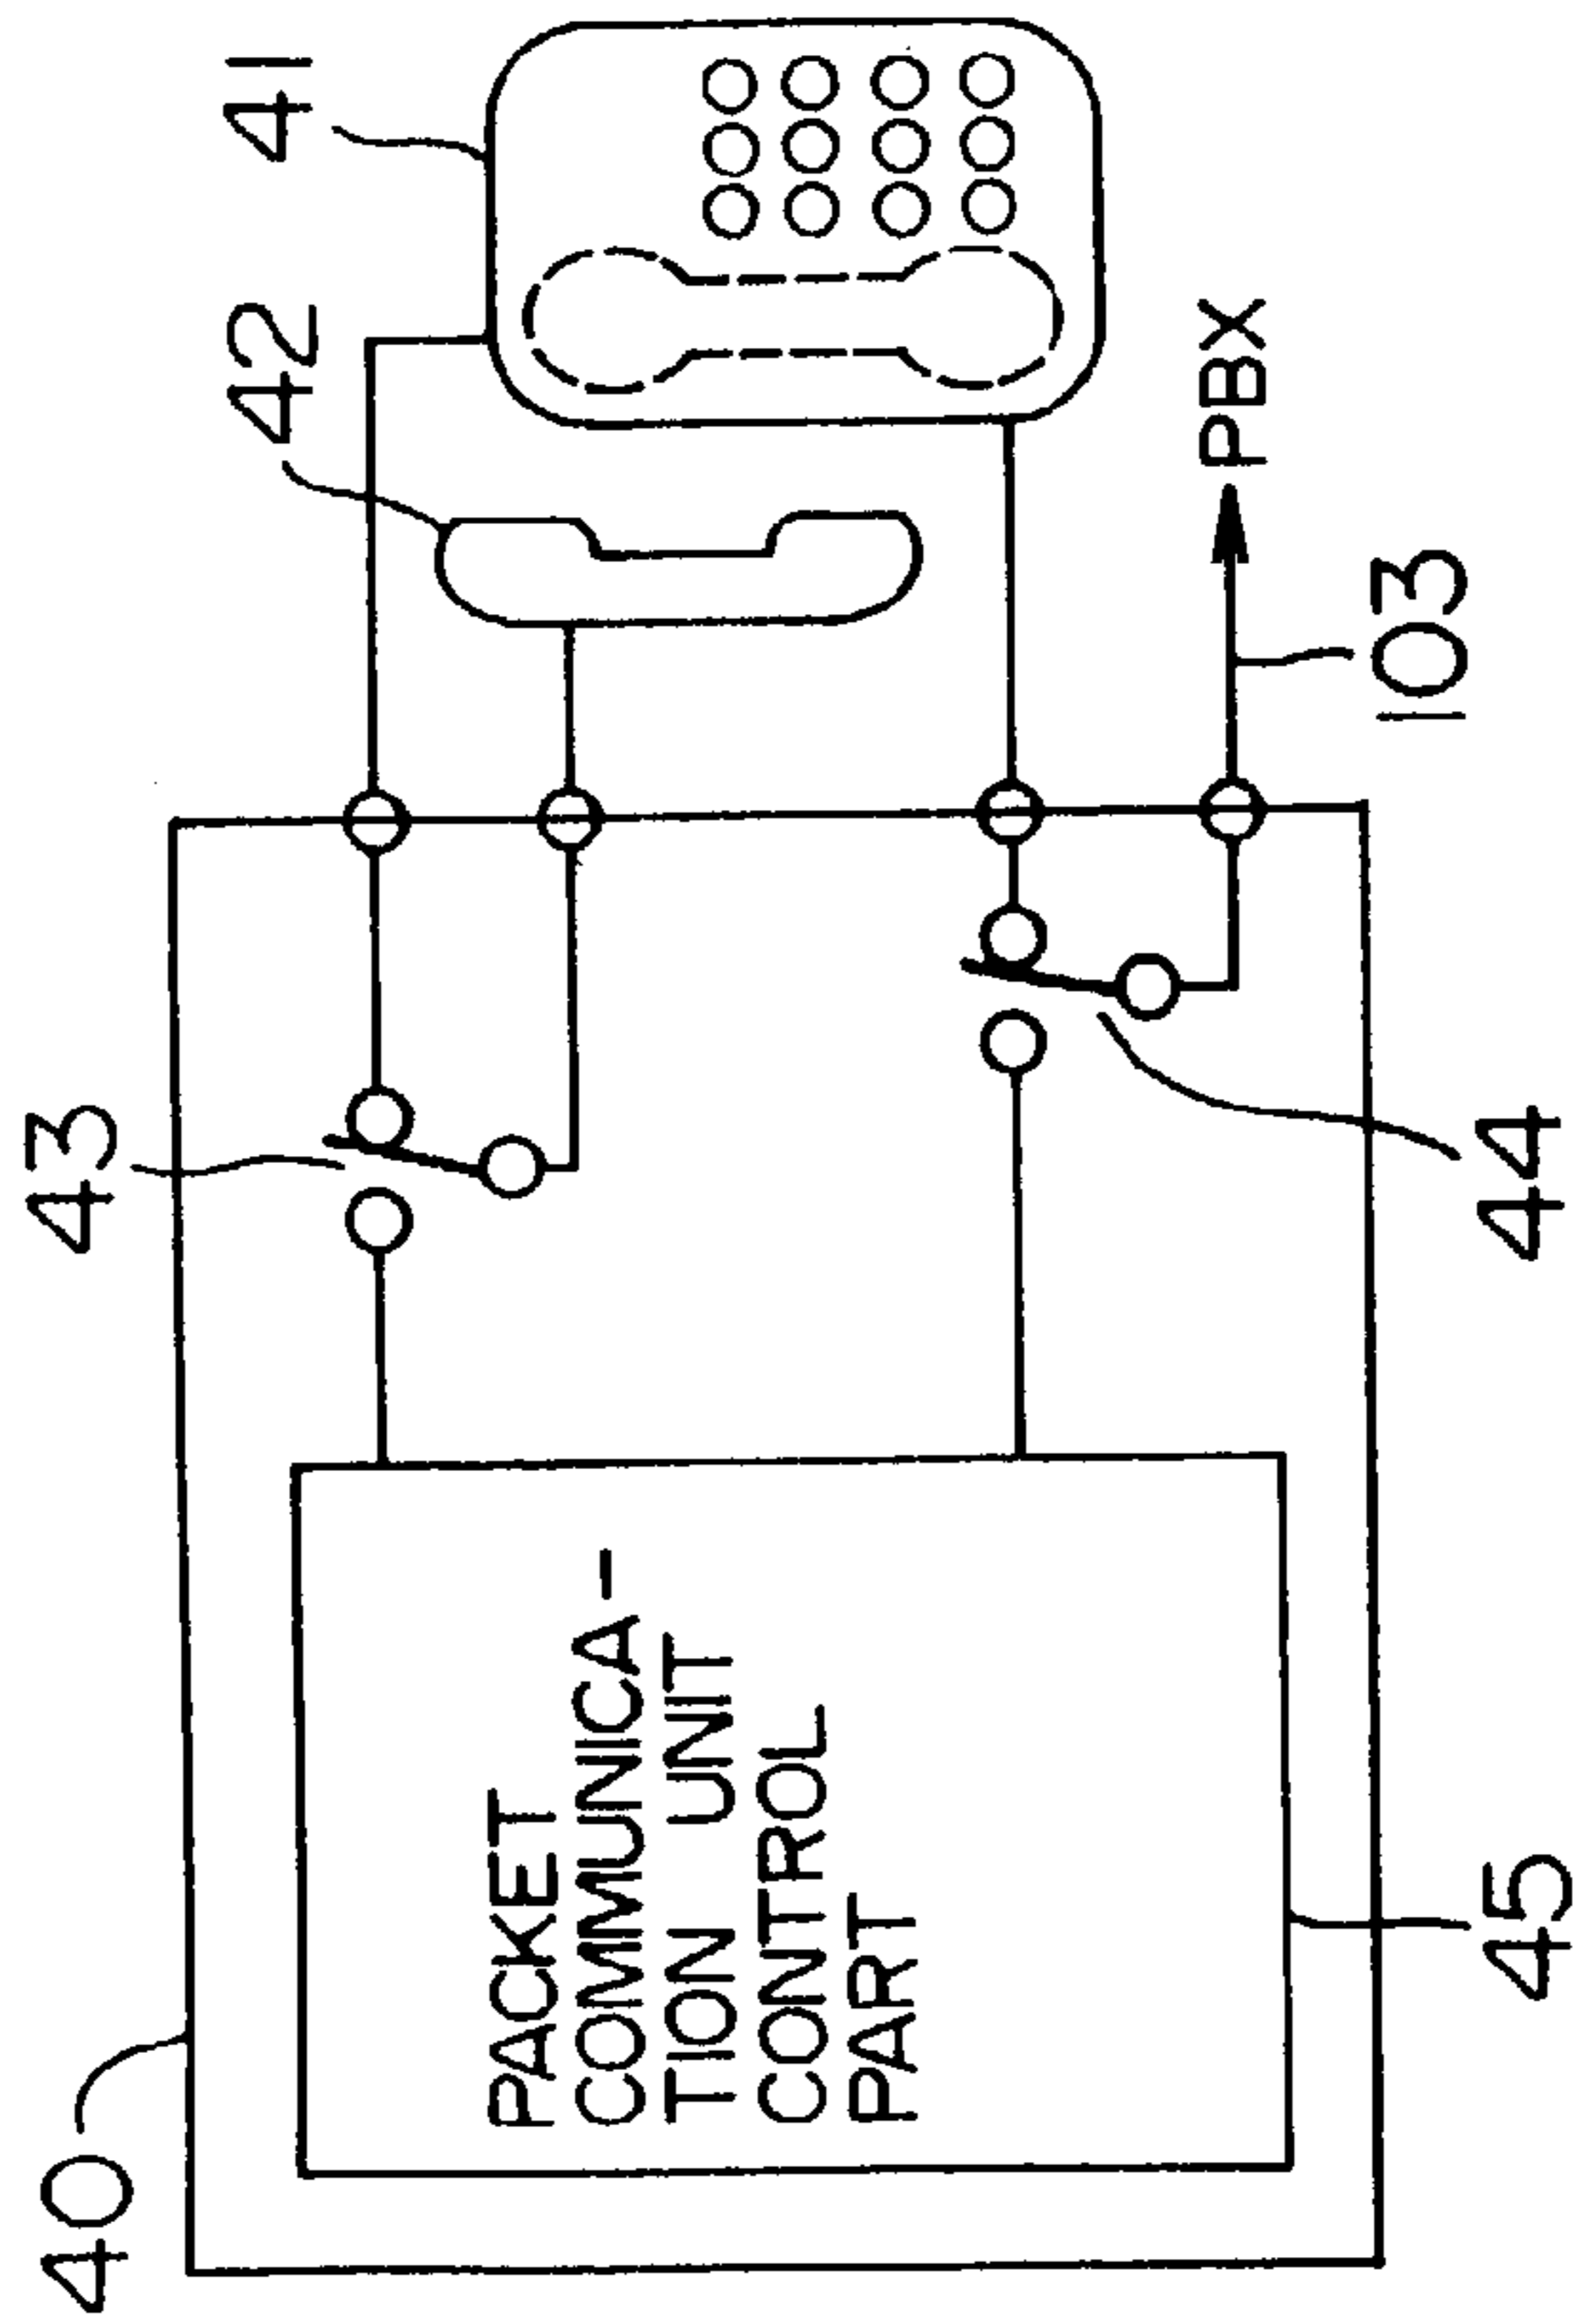 40
43
42
41
PACKET
COMMUNICA-
TION UNIT
CONTROL
PART
PBX
103
45
44